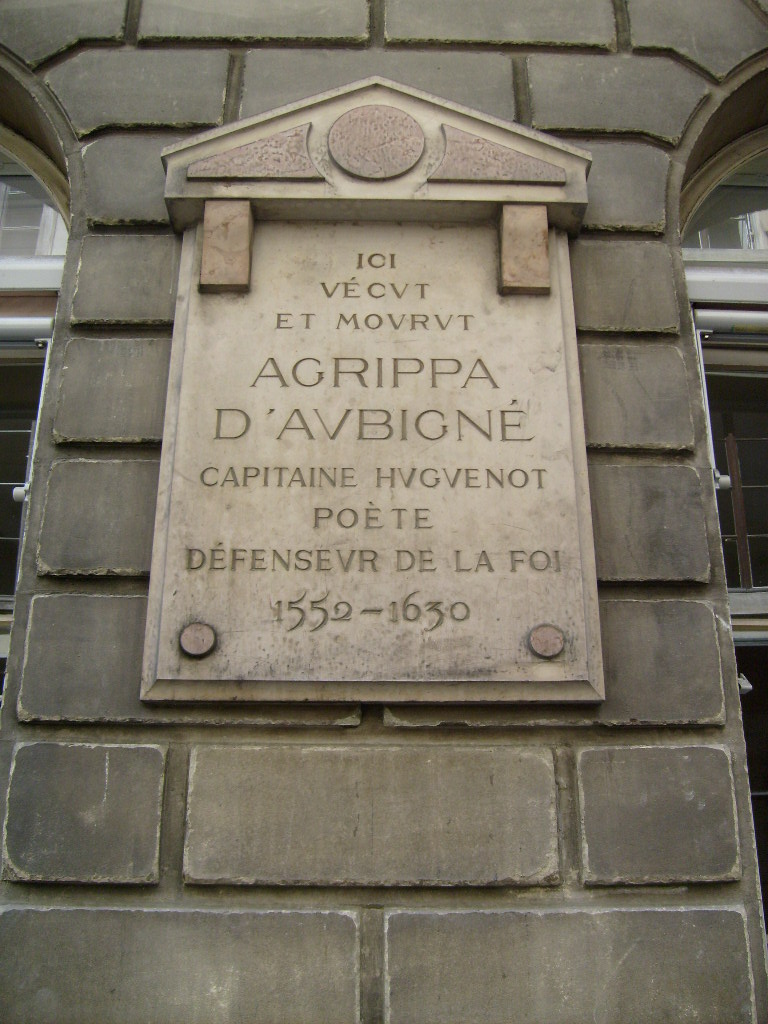 ICI
VÉCVT
ET MOVRVT
AGRIPPA
D'AVBIGNÉ
CAPITAINE HVGVENOT
POÈTE
DÉFENSEVR DE LA FOI
1552-1630